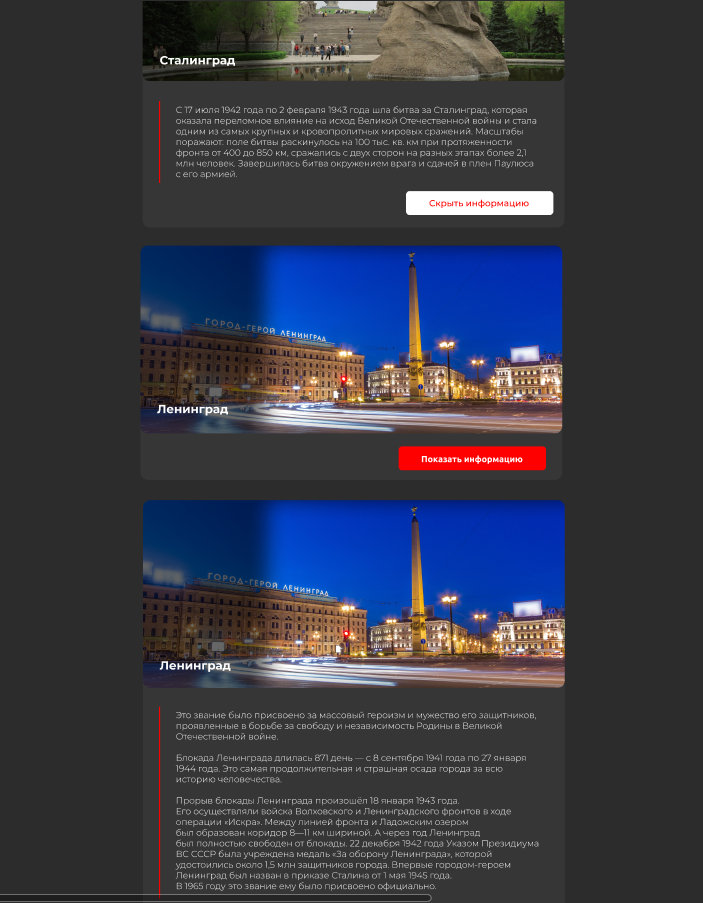 Сталинград
С 17 июля 1942 года по 2 февраля 1943 года шла битва за Сталинград, которая
оказала переломное влияние на исход Великой Отечественной войны и стала
одним из самых крупных и кровопролитных мировых сражений. Масштабы
поражают: поле битвы раскинулось на 100 тыс. кв. км при протяженности
фронта от 400 до 850 км, сражались с двух сторон на разных этапах более 2,1
млн человек. Завершилась битва окружением врага и сдачей в плен Паулюса
с его армией.
Скрыть информацию
ГОРОД-ГЕРОЙ ЛЕНИНГРАД
Ленинград
Показать информацию
ГОРОД-ГЕРОЙ ЛЕНИНГРАД
Ленинград
Это звание было присвоено за массовый героизм и мужество его защитников,
проявленные в борьбе за свободу и независимость Родины в Великой
Отечественной войне.
Блокада Ленинграда длилась 871 день — с 8 сентября 1941 года по 27 января
1944 года. Это самая продолжительная и страшная осада города за всю
историю человечества.
Прорыв блокады Ленинграда произошёл 18 января 1943 года.
Его осуществляли войска Волховского и Ленинградского фронтов в ходе
операции «Искра». Между линией фронта и Ладожским озером
был образован коридор 8—11 км шириной. А через год Ленинград
был полностью свободен от блокады. 22 декабря 1942 года Указом Президиума
ВС СССР была учреждена медаль «За оборону Ленинграда», которой
удостоились около 1,5 млн защитников города. Впервые городом-героем
Ленинград был назван в приказе Сталина от 1 мая 1945 года.
В 1965 году это звание ему было присвоено официально.